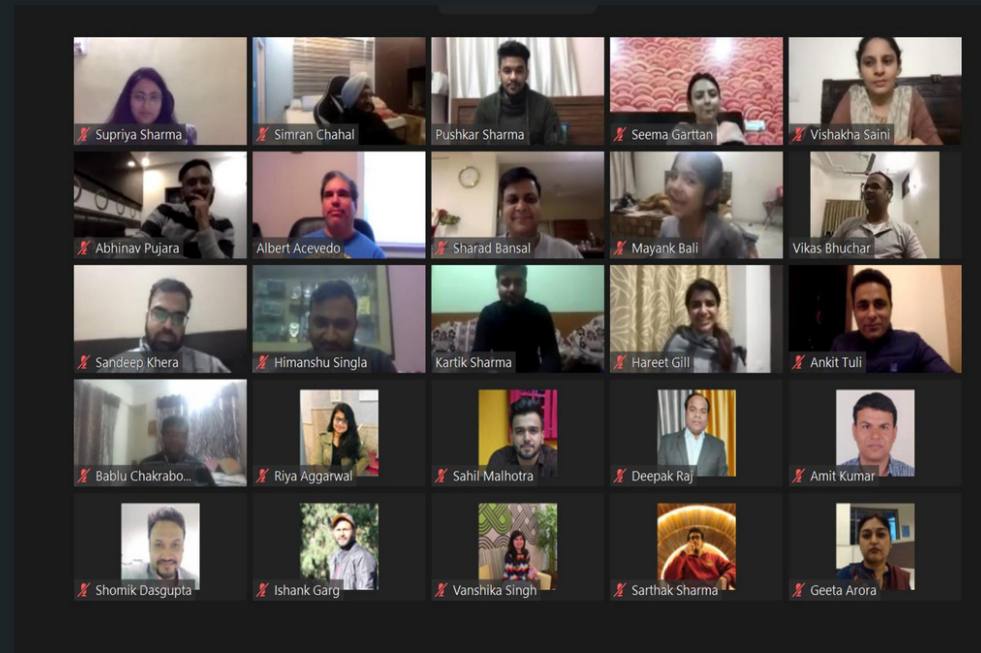 Supriya Sharma
Simran Chahal
Pushkar Sharma
Seema Garttan
Vishakha Saini
Abhinav Pujara
Albert Acevedo
Sharad Bansal
Mayank Bali
Vikas Bhuchar
Sandeep Khera
Himanshu Singla
Kartik Sharma
Hareet Gill
Ankit Tuli
Bablu Chakrabo...
Riya Aggarwal
Sahil Malhotra
Deepak Raj
Amit Kumar
Shomik Dasgupta
Ishank Garg
Vanshika Singh
Sarthak Sharma
Geeta Arora